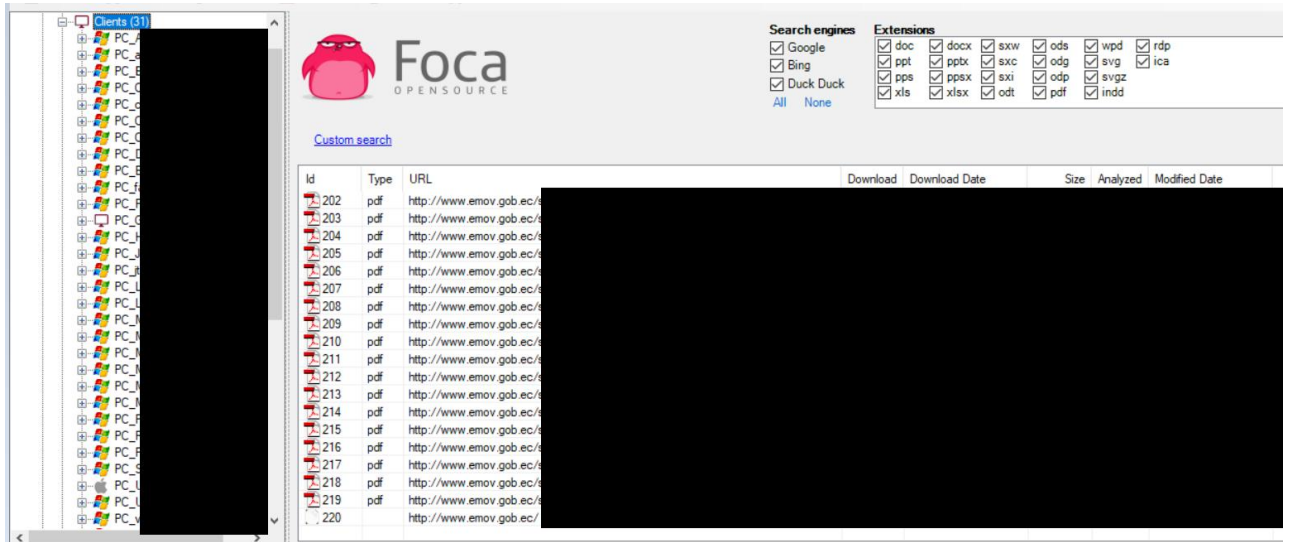 Clients (31)
PC_A
PC_a
PC_E
PC_C
PC_d
PC_C
PC_C
PC_D
PC_E
PC_fa
PC_F
PC_G
PC_H
PC_J
PC_jt
PC_L
PC_L
PC_M
PC_M
PC_M
PC_M
PC_M
PC_M
PC_F
PC_F
PC_F
PC_S
PC_U
PC_U
PC_v
Foca
OPENSOURCE
Custom search
Search engines
Google
Bing
Duck Duck
All None
Extensions
doc docx sxw ods wpd rdp
ppt pptx sxc odg svg ica
pps ppsx sxi odp svgz
xls xlsx odt pdf indd
Id Type URL Download Download Date Size Analyzed Modified Date
202 pdf http://www.emov.gob.ec/s
203 pdf http://www.emov.gob.ec/s
204 pdf http://www.emov.gob.ec/s
205 pdf http://www.emov.gob.ec/s
206 pdf http://www.emov.gob.ec/s
207 pdf http://www.emov.gob.ec/s
208 pdf http://www.emov.gob.ec/s
209 pdf http://www.emov.gob.ec/s
210 pdf http://www.emov.gob.ec/s
211 pdf http://www.emov.gob.ec/s
212 pdf http://www.emov.gob.ec/s
213 pdf http://www.emov.gob.ec/s
214 pdf http://www.emov.gob.ec/s
215 pdf http://www.emov.gob.ec/s
216 pdf http://www.emov.gob.ec/s
217 pdf http://www.emov.gob.ec/s
218 pdf http://www.emov.gob.ec/s
219 pdf http://www.emov.gob.ec/s
220 http://www.emov.gob.ec/